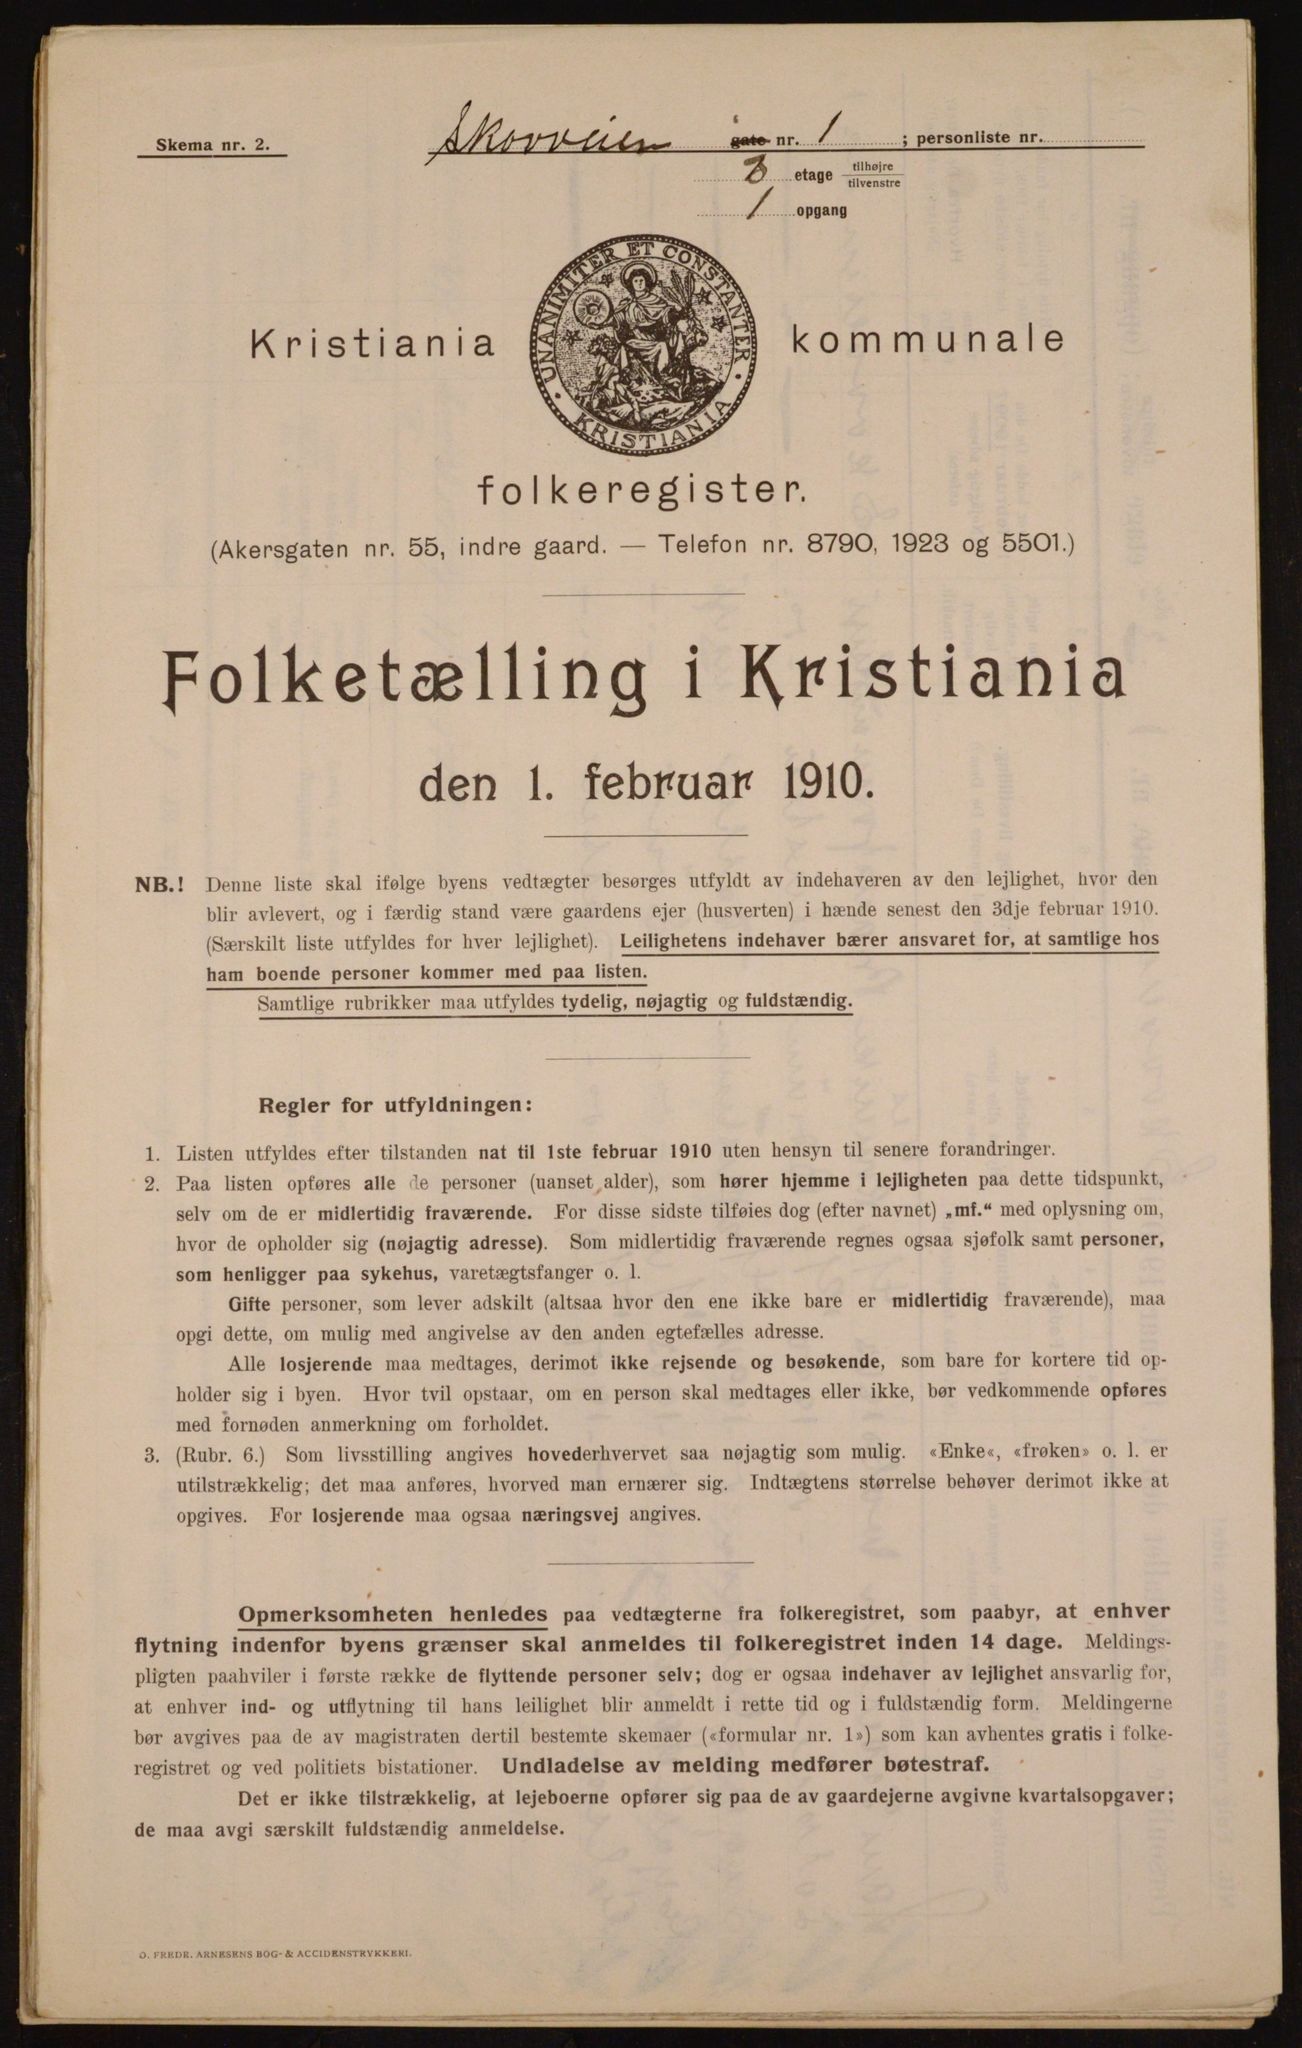 Skema nr. 2.
Skovveien gate nr. 1 ; personliste nr.
3 etage tilhøjre
tilvenstre
1 opgang
UNANIMITER ET CONSTANTER
KRISTIANIA
Kristiania kommunale
folkeregister.
(Akersgaten nr. 55, indre gaard. — Telefon nr. 8790, 1923 og 5501.)
Folketælling i Kristiania
den 1. februar 1910.
NB.! Denne liste skal ifølge byens vedtægter besørges utfyldt av indehaveren av den lejlighet, hvor den
blir avlevert, og i færdig stand være gaardens ejer (husverten) i hænde senest den 3dje februar 1910.
(Særskilt liste utfyldes for hver lejlighet). Leilighetens indehaver bærer ansvaret for, at samtlige hos
ham boende personer kommer med paa listen.
Samtlige rubrikker maa utfyldes tydelig, nøjagtig og fuldstændig.
Regler for utfyldningen:
1. Listen utfyldes efter tilstanden nat til 1ste februar 1910 uten hensyn til senere forandringer.
2. Paa listen opføres alle de personer (uanset alder), som hører hjemme i lejligheten paa dette tidspunkt,
selv om de er midlertidig fraværende. For disse sidste tilføies dog (efter navnet) „mf.“ med oplysning om,
hvor de opholder sig (nøjagtig adresse). Som midlertidig fraværende regnes ogsaa sjøfolk samt personer,
som henligger paa sykehus, varetægtsfanger o. l.
Gifte personer, som lever adskilt (altsaa hvor den ene ikke bare er midlertidig fraværende), maa
opgi dette, om mulig med angivelse av den anden egtefælles adresse.
Alle losjerende maa medtages, derimot ikke rejsende og besøkende, som bare for kortere tid op-
holder sig i byen. Hvor tvil opstaar, om en person skal medtages eller ikke, bør vedkommende opføres
med fornøden anmerkning om forholdet.
3. (Rubr. 6.) Som livsstilling angives hovederhvervet saa nøjagtig som mulig. «Enke«, «frøken» o. l. er
utilstrækkelig; det maa anføres, hvorved man ernærer sig. Indtægtens størrelse behøver derimot ikke at
opgives. For losjerende maa ogsaa næringsvej angives.
Opmerksomheten henledes paa vedtægterne fra folkeregistret, som paabyr, at enhver
flytning indenfor byens grænser skal anmeldes til folkeregistret inden 14 dage. Meldings-
pligten paahviler i første række de flyttende personer selv; dog er ogsaa indehaver av lejlighet ansvarlig for,
at enhver ind- og utflytning til hans leilighet blir anmeldt i rette tid og i fuldstændig form. Meldingerne
bør avgives paa de av magistraten dertil bestemte skemaer («formular nr. 1») som kan avhentes gratis i folke-
registret og ved politiets bistationer. Undladelse av melding medfører bøtestraf.
Det er ikke tilstrækkelig, at lejeboerne opfører sig paa de av gaardejerne avgivne kvartalsopgaver;
de maa avgi særskilt fuldstændig anmeldelse.
O. FREDR. ARNESENS BOG- & ACCIDENSTRYKKERI.